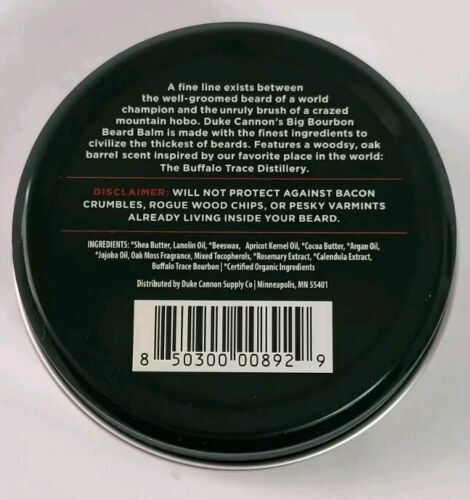 A fine line exists between
the well-groomed beard of a world
champion and the unruly brush of a crazed
mountain hobo. Duke Cannon's Big Bourbon
Beard Balm is made with the finest ingredients to
civilize the thickest of beards. Features a woodsy, oak
barrel scent inspired by our favorite place in the world:
The Buffalo Trace Distillery.
DISCLAIMER: WILL NOT PROTECT AGAINST BACON
CRUMBLES, ROGUE WOOD CHIPS, OR PESKY VARMINTS
ALREADY LIVING INSIDE YOUR BEARD.
INGREDIENTS: *Shea Butter, Lanolin Oil, *Beeswax, Apricot Kernel Oil, *Cocoa Butter, *Argan Oil,
*Jojoba Oil, Oak Moss Fragrance, Mixed Tocopherols, *Rosemary Extract, *Calendula Extract,
Buffalo Trace Bourbon | *Certified Organic Ingredients
Distributed by Duke Cannon Supply Co | Minneapolis, MN 55401
8 50300 00892 9